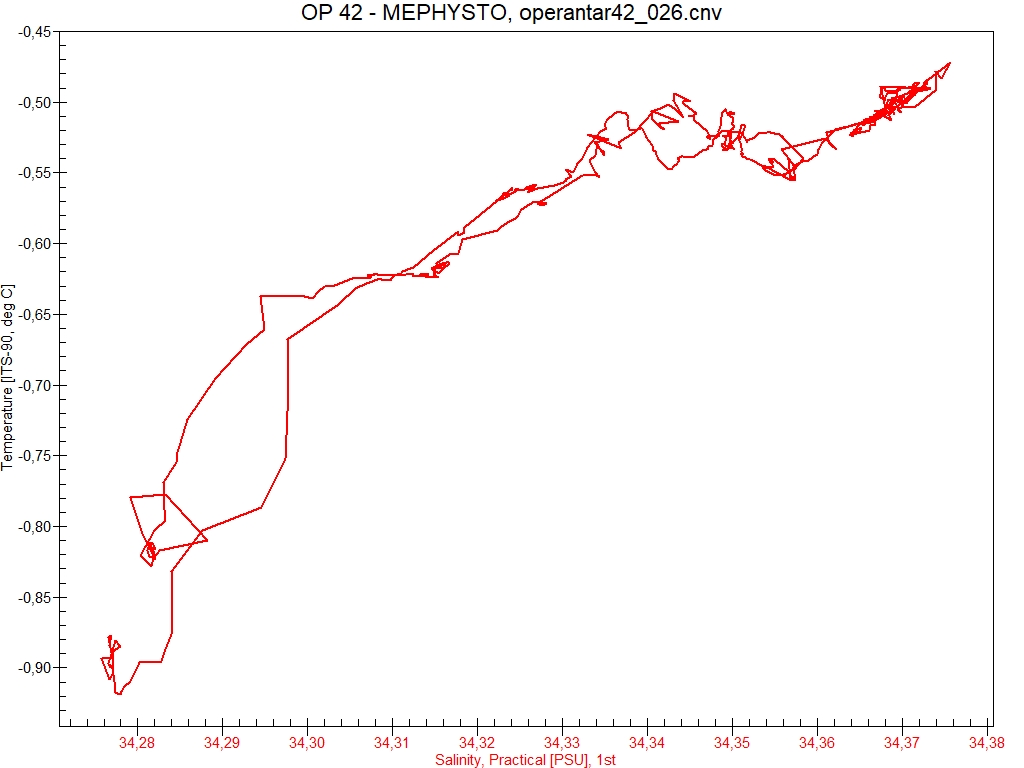 OP 42 - MEPHYSTO, operantar42_026.cnv
-0,45
-0,50
-0,55
-0,60
-0,65
-0,70
-0,75
-0,80
-0,85
-0,90
Temperature [ITS-90, deg C]
34,28 34,29 34,30 34,31 34,32 34,33 34,34 34,35 34,36 34,37 34,38
Salinity, Practical [PSU], 1st